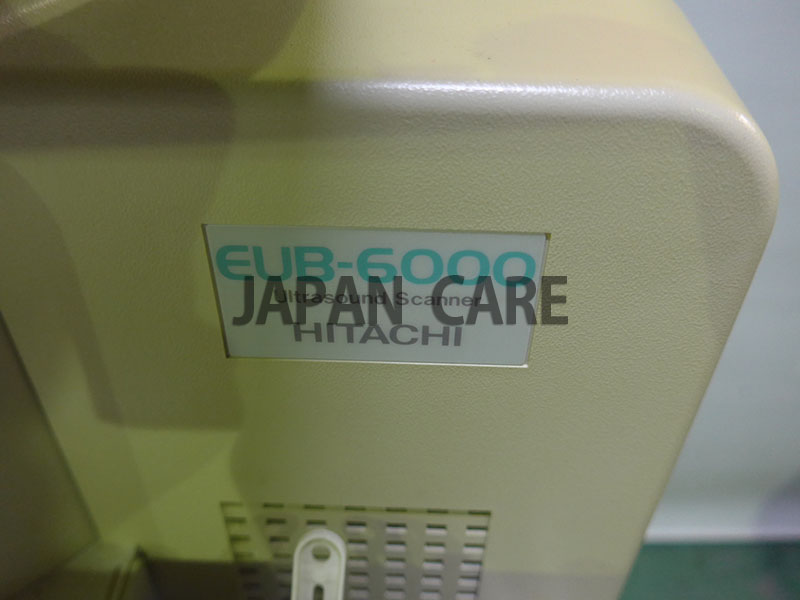 EUB-6000
Ultrasound Scanner
JAPAN CARE
HITACHI